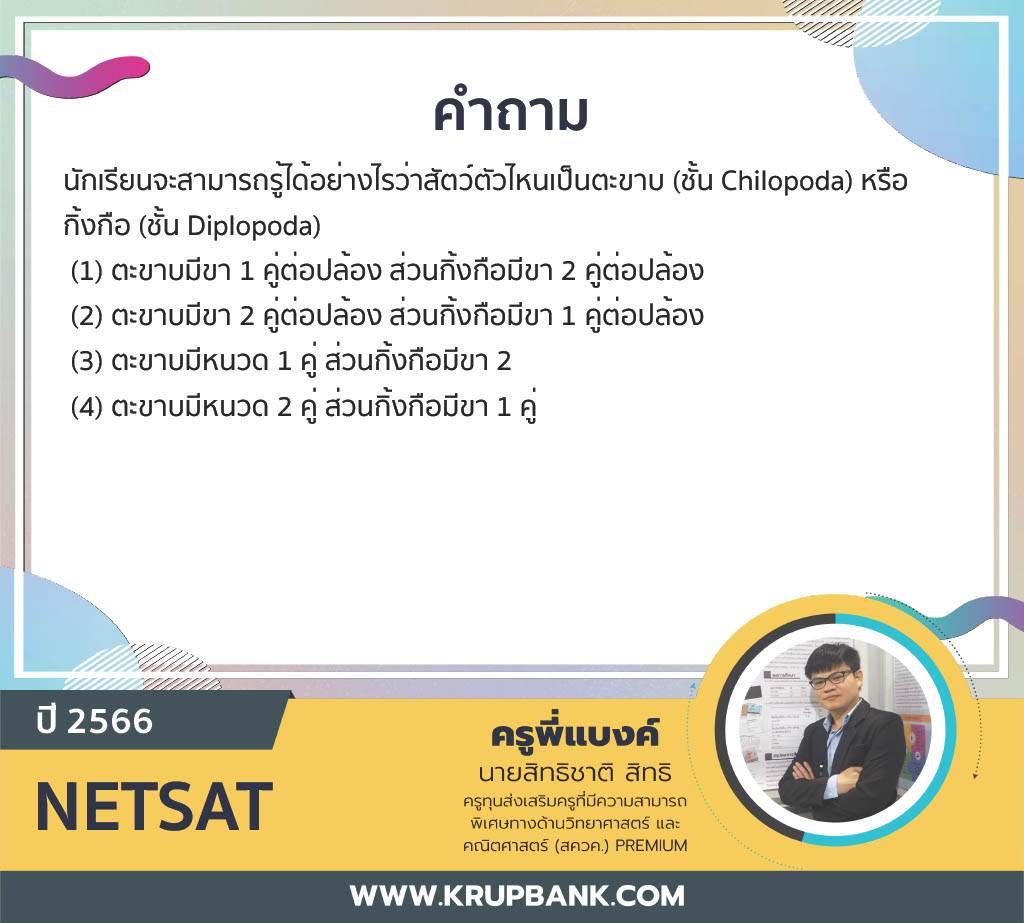 คำถาม
นักเรียนจะสามารถรู้ได้อย่างไรว่าสัตว์ตัวไหนเป็นตะขาบ (ชั้น Chilopoda) หรือ
กิ้งกือ (ชั้น Diplopoda)
(1) ตะขาบมีขา 1 คู่ต่อปล้อง ส่วนกิ้งกือมีขา 2 คู่ต่อปล้อง
(2) ตะขาบมีขา 2 คู่ต่อปล้อง ส่วนกิ้งกือมีขา 1 คู่ต่อปล้อง
(3) ตะขาบมีหนวด 1 คู่ ส่วนกิ้งกือมีขา 2
(4) ตะขาบมีหนวด 2 คู่ ส่วนกิ้งกือมีขา 1 คู่
ปี 2566
NETSAT
ครูพี่แบงค์
นายสิทธิชาติ สิทธิ
ครูทุนส่งเสริมครูที่มีความสามารถ
พิเศษทางด้านวิทยาศาสตร์ และ
คณิตศาสตร์ (สควค.) PREMIUM
WWW.KRUPBANK.COM